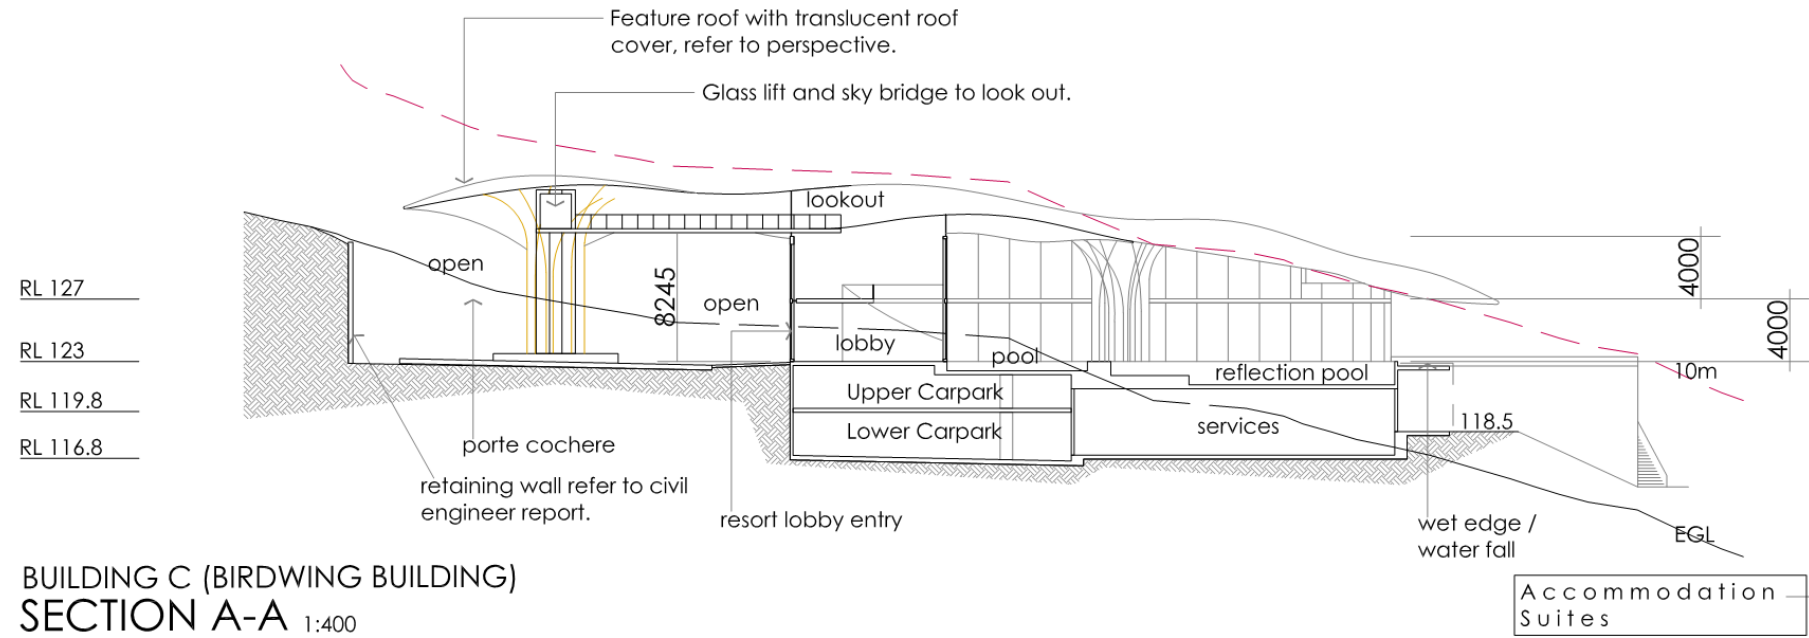 Feature roof with translucent roof
cover, refer to perspective.
Glass lift and sky bridge to look out.
lookout
open
8245
open
4000
4000
RL 127
RL 123
RL 119.8
RL 116.8
lobby
pool
reflection pool
10m
Upper Carpark
Lower Carpark
services
118.5
porte cochere
retaining wall refer to civil
engineer report.
resort lobby entry
wet edge /
water fall
EGL
BUILDING C (BIRDWING BUILDING)
SECTION A-A 1:400
Accommodation
Suites